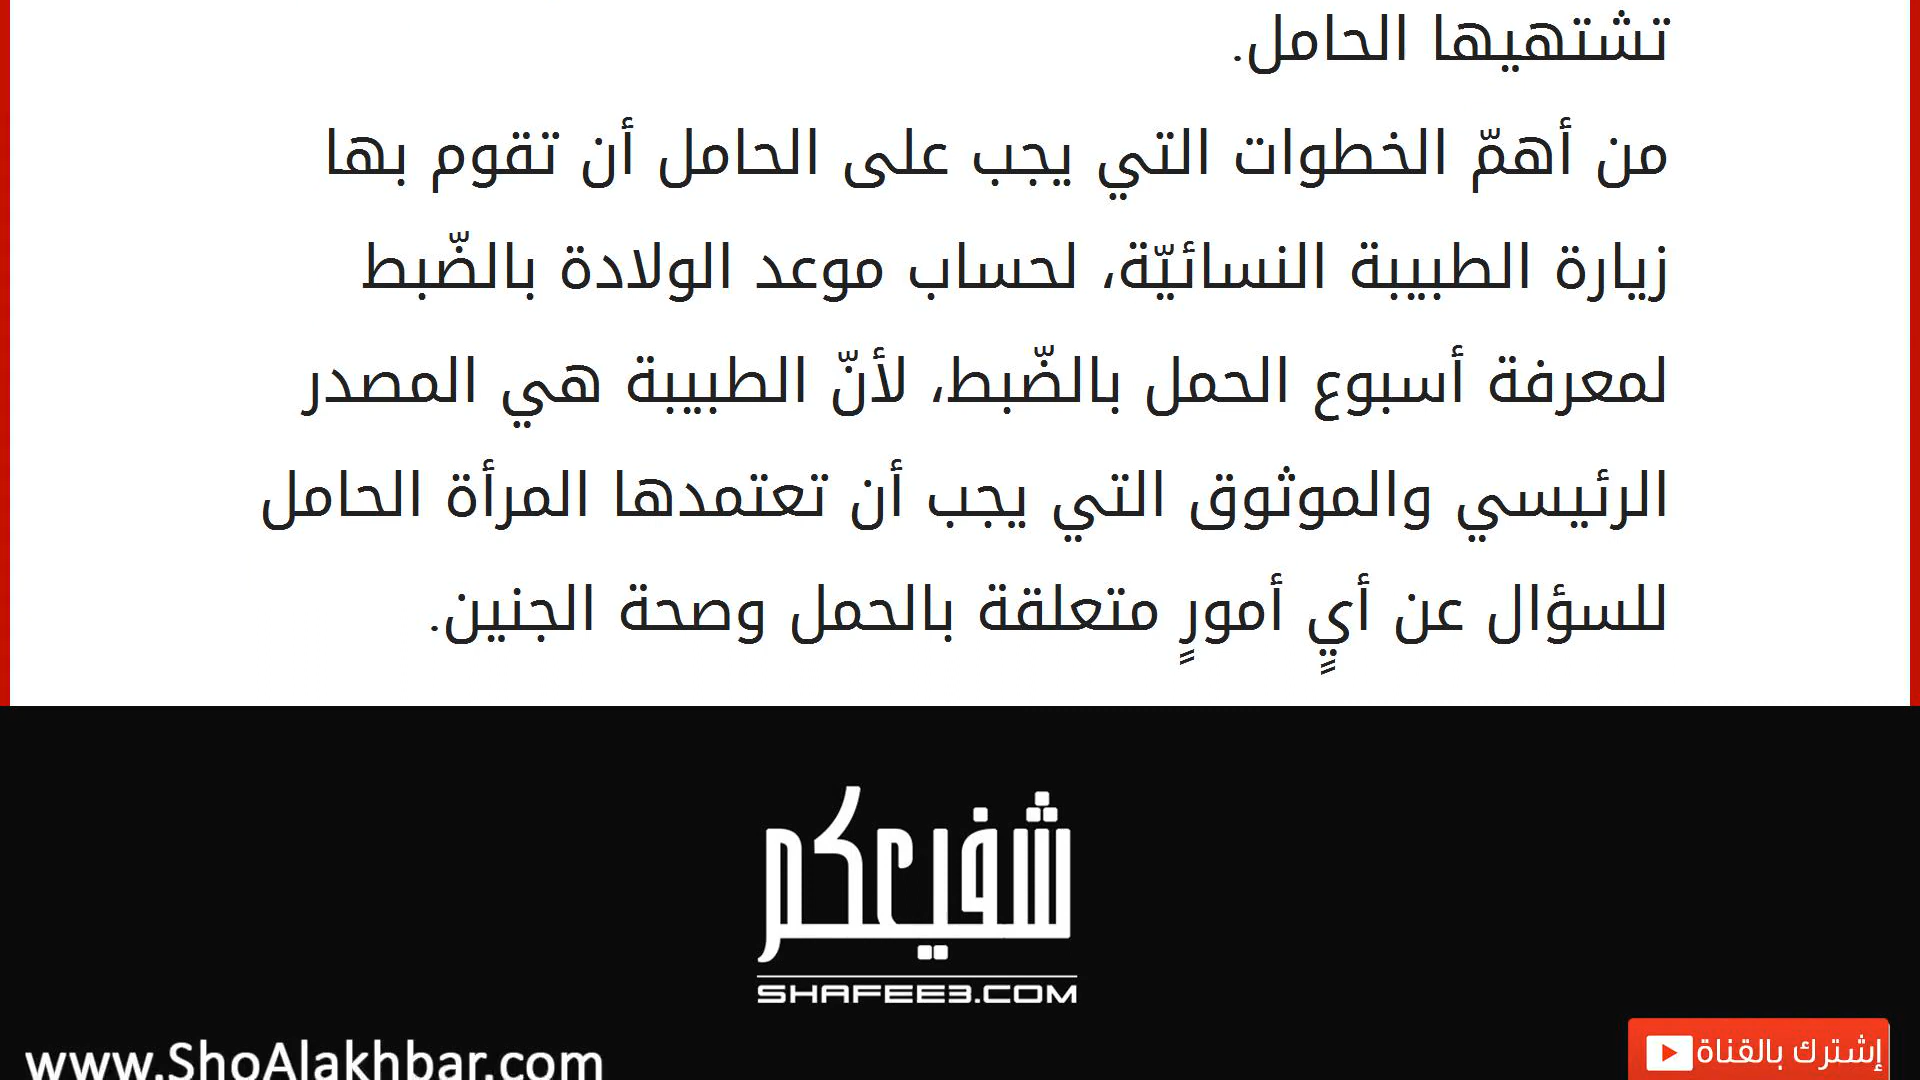 تشتهيها الحامل.
من أهمّ الخطوات التي يجب على الحامل أن تقوم بها
زيارة الطبيبة النسائيّة، لحساب موعد الولادة بالضّبط
لمعرفة أسبوع الحمل بالضّبط، لأنّ الطبيبة هي المصدر
الرئيسي والموثوق التي يجب أن تعتمدها المرأة الحامل
للسؤال عن أيٍ أمورٍ متعلقة بالحمل وصحة الجنين.
شفيعكم
SHAFEE3.COM
www.ShoAlakhbar.com
إشترك بالقناة